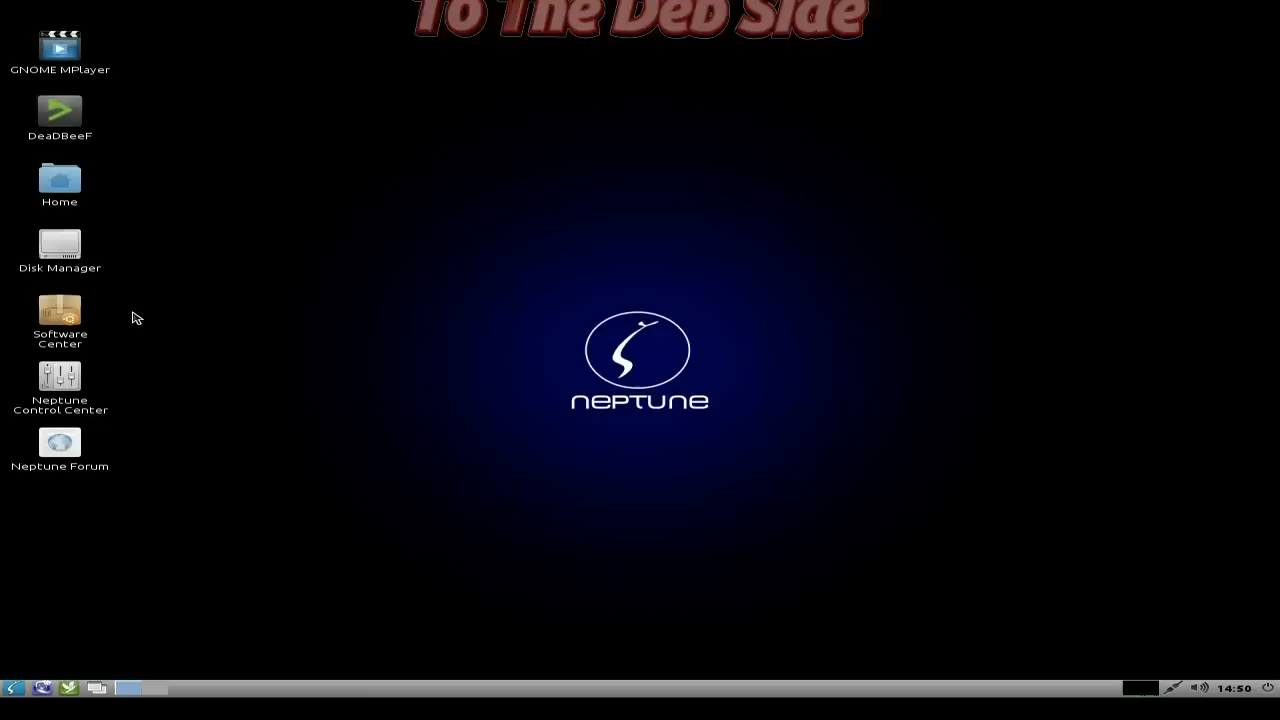 To The Deb Side
GNOME MPlayer
DeaDBeeF
Home
Disk Manager
Software
Center
Neptune
Control Center
Neptune Forum
NEPTUNE
14:50